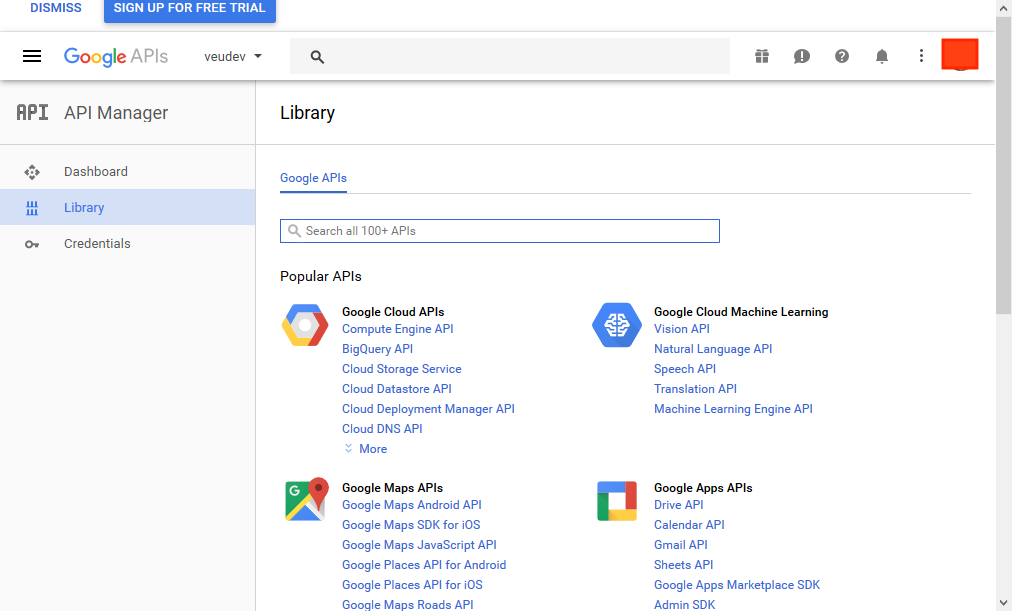 DISMISS SIGN UP FOR FREE TRIAL
Google APIs veudev
API API Manager
Library
Dashboard
Library
Credentials
Google APIs
Search all 100+ APIs
Popular APIs
Google Cloud APIs
Compute Engine API
BigQuery API
Cloud Storage Service
Cloud Datastore API
Cloud Deployment Manager API
Cloud DNS API
More
Google Cloud Machine Learning
Vision API
Natural Language API
Speech API
Translation API
Machine Learning Engine API
G
Google Maps APIs
Google Maps Android API
Google Maps SDK for iOS
Google Maps JavaScript API
Google Places API for Android
Google Places API for iOS
Google Maps Roads API
Google Apps APIs
Drive API
Calendar API
Gmail API
Sheets API
Google Apps Marketplace SDK
Admin SDK